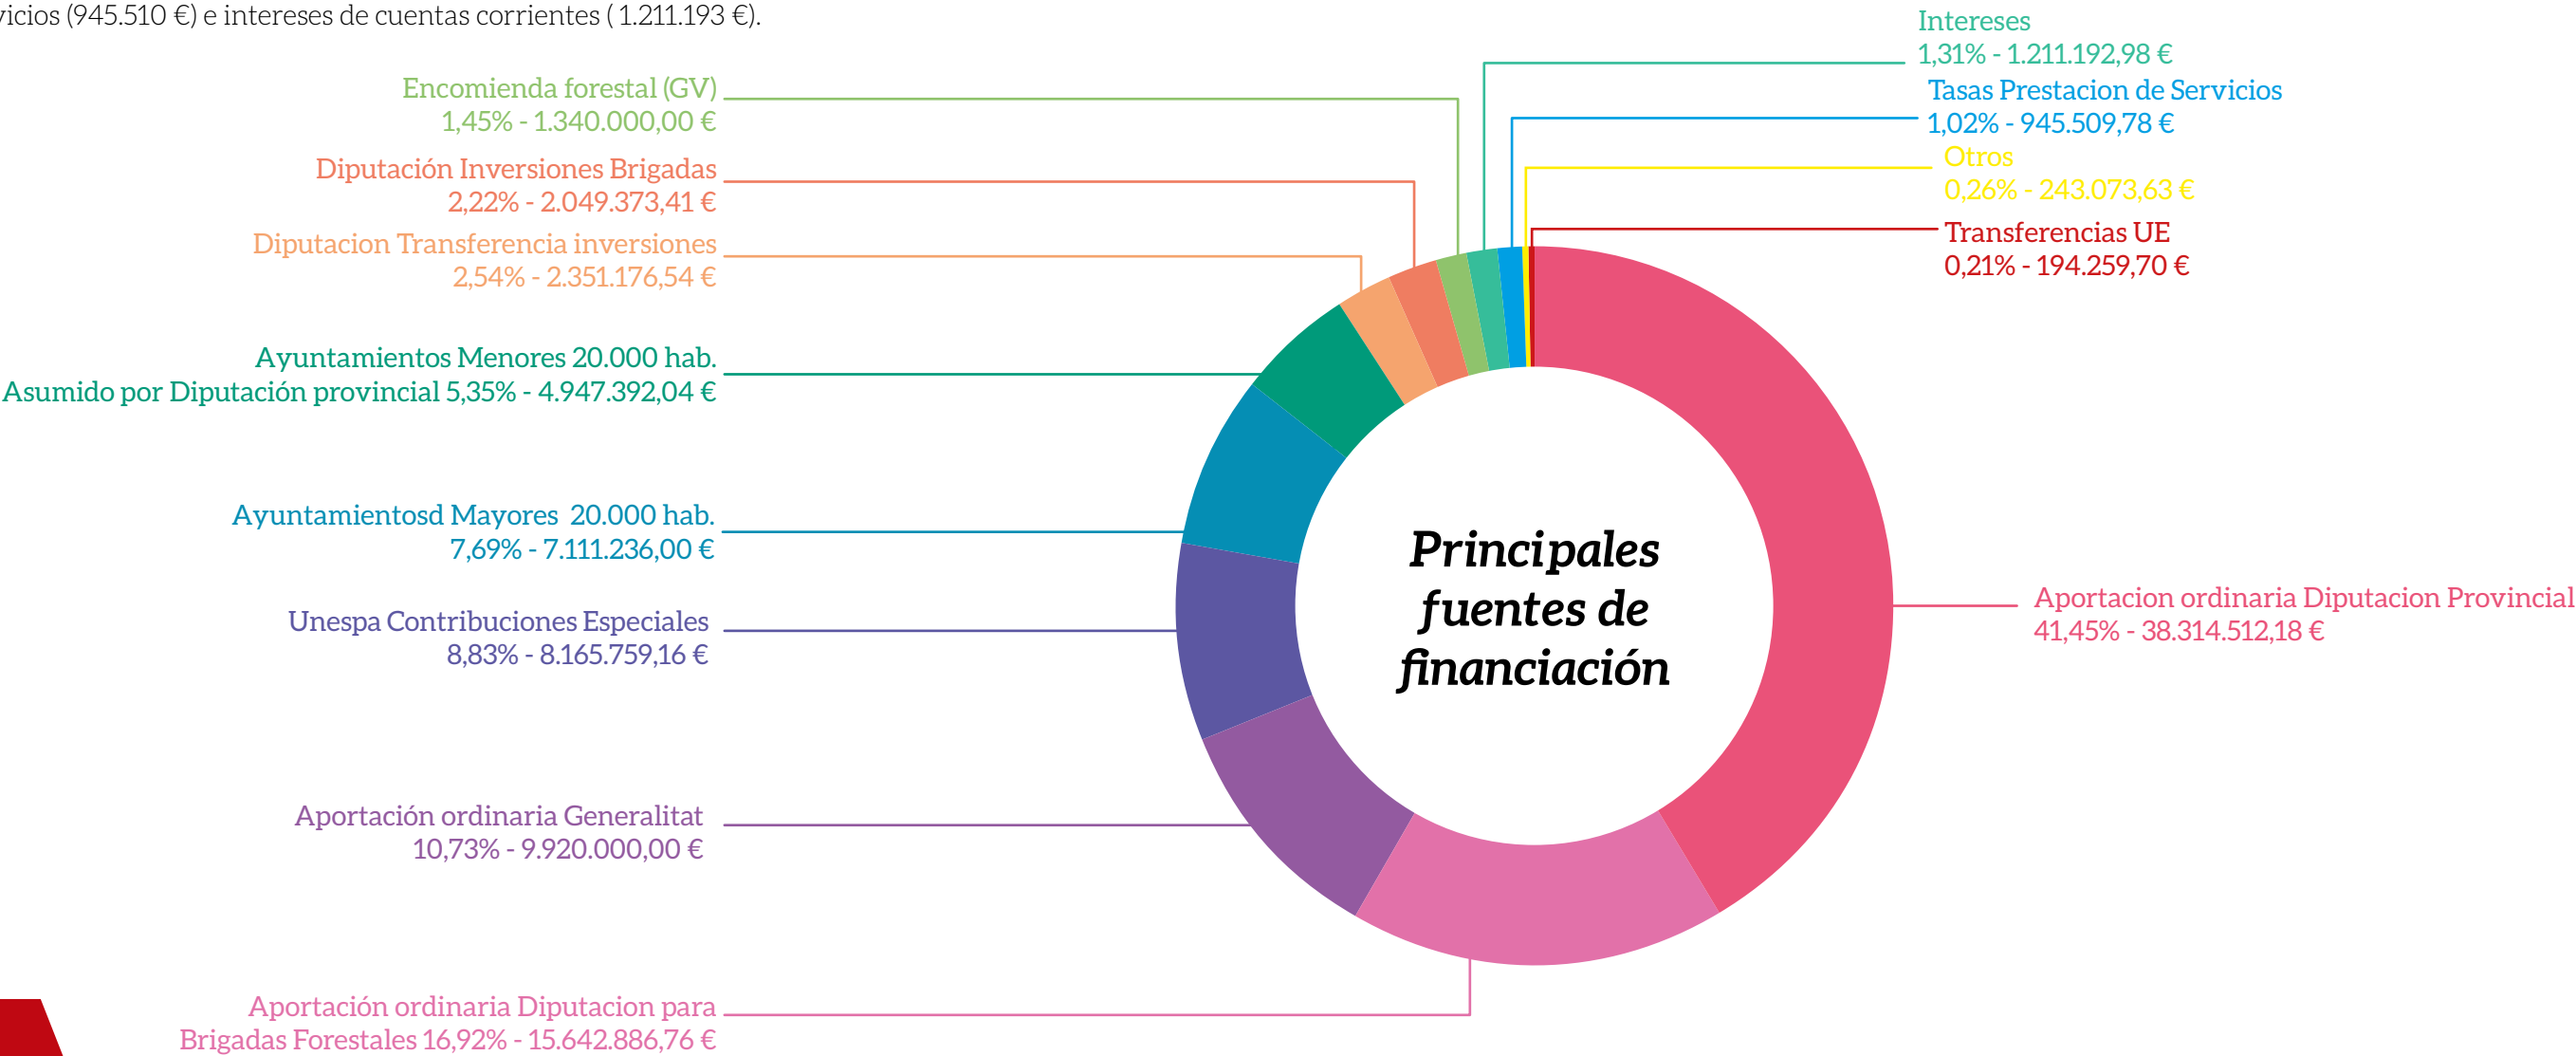 vicios (945.510 €) e intereses de cuentas corrientes ( 1.211.193 €).
Intereses
1,31% - 1.211.192,98 €
Tasas Prestacion de Servicios
1,02% - 945.509,78 €
Otros
0,26% - 243.073,63 €
Transferencias UE
0,21% - 194.259,70 €
Encomienda forestal (GV)
1,45% - 1.340.000,00 €
Diputación Inversiones Brigadas
2,22% - 2.049.373,41 €
Diputacion Transferencia inversiones
2,54% - 2.351.176,54 €
Ayuntamientos Menores 20.000 hab.
Asumido por Diputación provincial 5,35% - 4.947.392,04 €
Ayuntamientosd Mayores  20.000 hab.
7,69% - 7.111.236,00 €
Unespa Contribuciones Especiales
8,83% - 8.165.759,16 €
Aportación ordinaria Generalitat
10,73% - 9.920.000,00 €
Aportación ordinaria Diputacion para
Brigadas Forestales 16,92% - 15.642.886,76 €
Principales
fuentes de
financiación
Aportacion ordinaria Diputacion Provincial
41,45% - 38.314.512,18 €